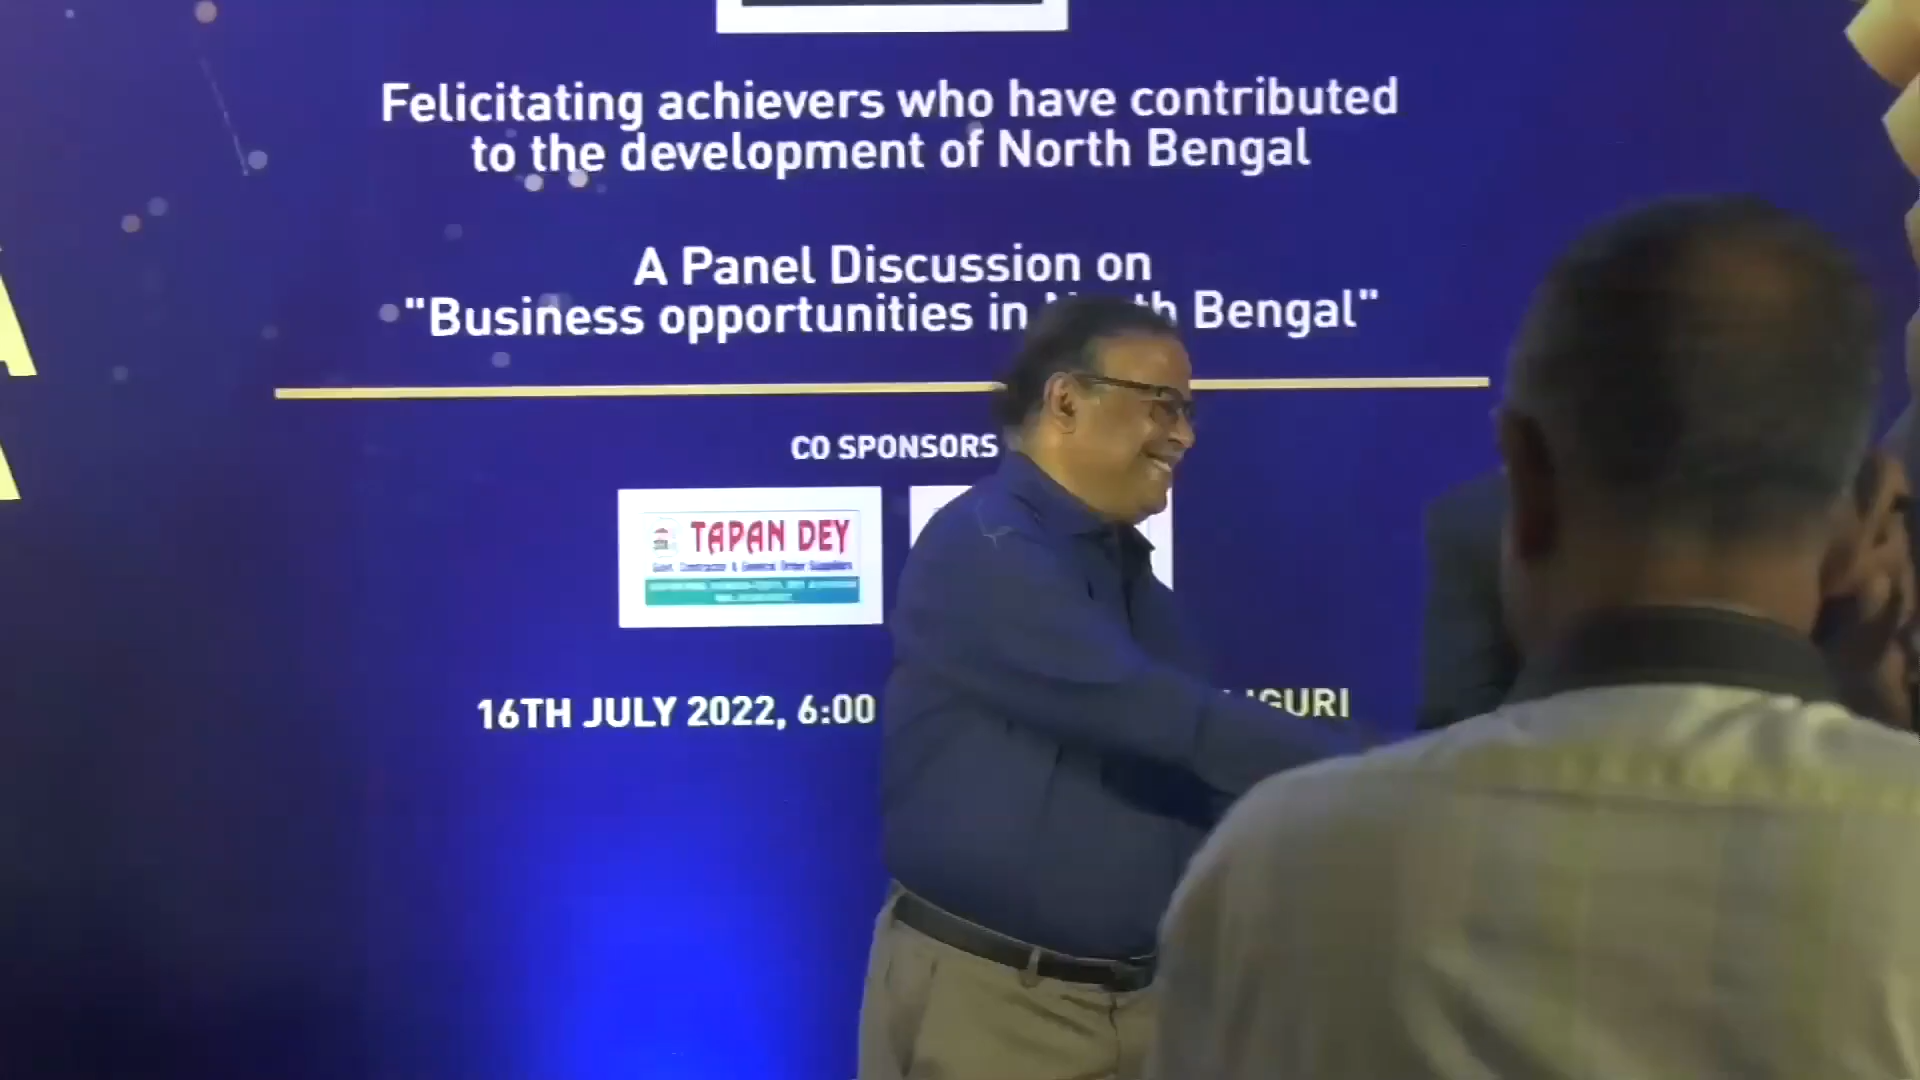 Felicitating achievers who have contributed
to the development of North Bengal
A Panel Discussion on
"Business opportunities in Bengal"
CO SPONSORS
TAPAN DEY
16TH JULY 2022, 6:00